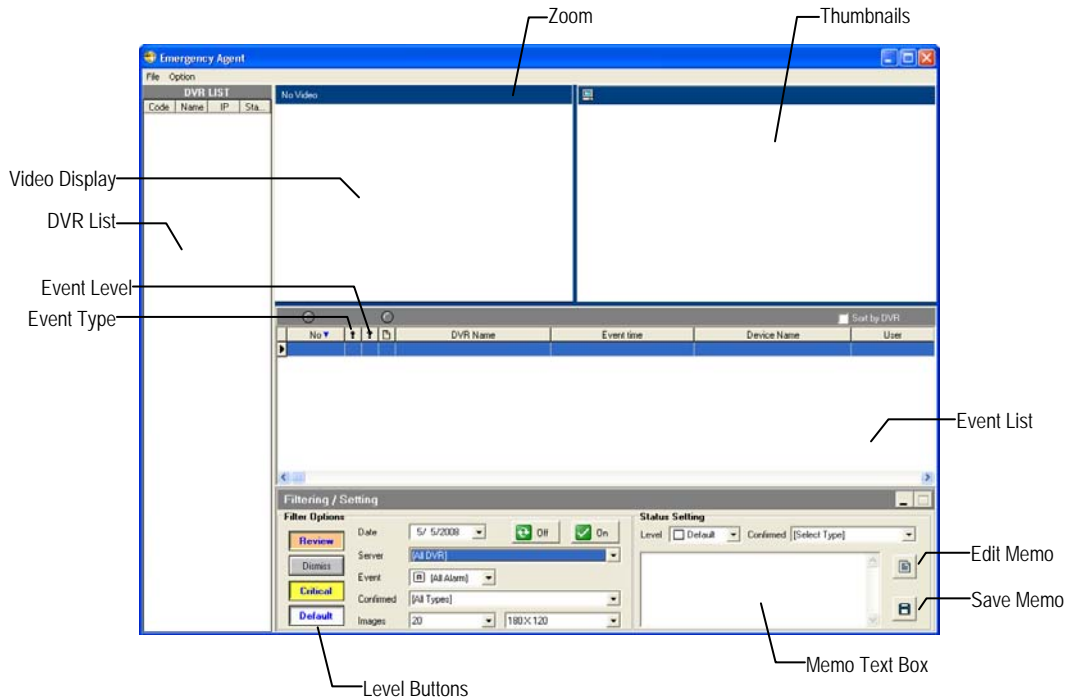 Zoom
Thumbnails
Emergency Agent
File Option
DVR LIST
Code Name IP Sta...
No Video
Video Display
DVR List
Event Level
Event Type
Sort by DVR
No DVR Name Event time Device Name User
Event List
Filtering / Setting
Filter Options
Review
Dismiss
Critical
Default
Date 5/ 5/2008 Off On
Server [All DVR]
Event [All Alarm]
Confirmed [All Types]
Images 20 180 X 120
Status Setting
Level Default Confirmed [Select Type]
Edit Memo
Save Memo
Memo Text Box
Level Buttons